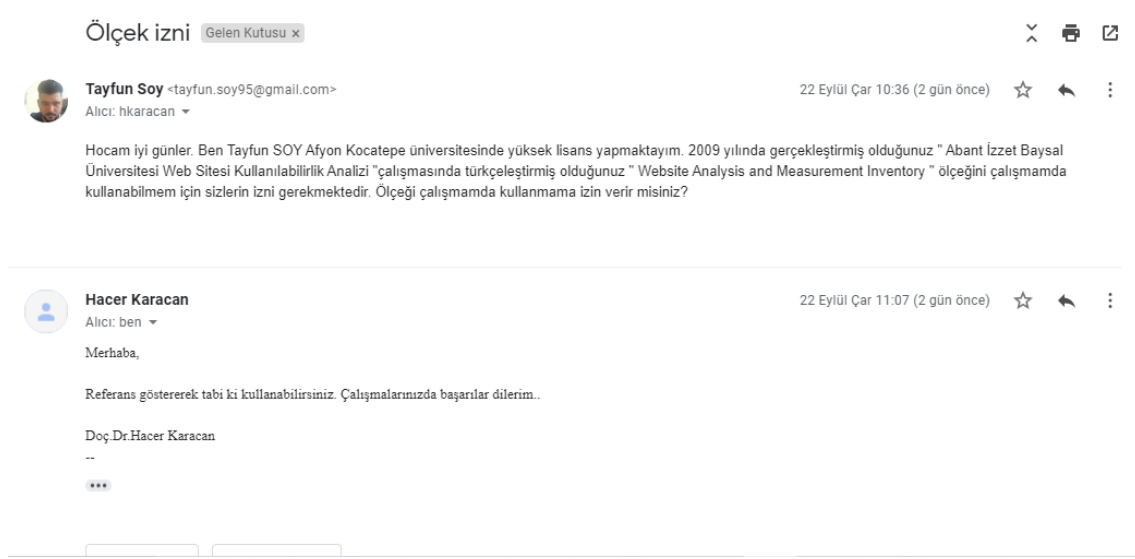 Ölçek izni Gelen Kutusu x
Tayfun Soy <tayfun.soy95@gmail.com> 22 Eylül Çar 10:36 (2 gün önce)
Alıcı: hkaracan
Hocam iyi günler. Ben Tayfun SOY Afyon Kocatepe üniversitesinde yüksek lisans yapmaktayım. 2009 yılında gerçekleştirmiş olduğunuz " Abant İzzet Baysal
Üniversitesi Web Sitesi Kullanılabilirlik Analizi "çalışmasında türkçeleştirmiş olduğunuz " Website Analysis and Measurement Inventory " ölçeğini çalışmamda
kullanabilmem için sizlerin izni gerekmektedir. Ölçeği çalışmamda kullanmama izin verir misiniz?
Hacer Karacan 22 Eylül Çar 11:07 (2 gün önce)
Alıcı: ben
Merhaba,
Referans göstererek tabi ki kullanabilirsiniz. Çalışmalarınızda başarılar dilerim..
Doç.Dr.Hacer Karacan
--